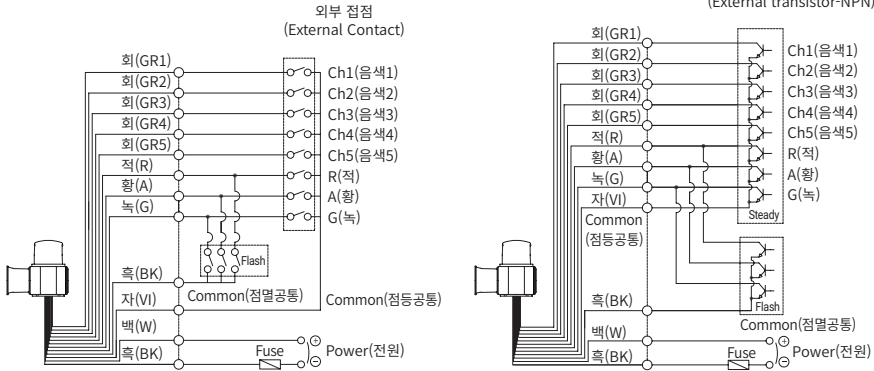 외부 접점
(External Contact)
회(GR1)
회(GR2)
회(GR3)
회(GR4)
회(GR5)
적(R)
황(A)
녹(G)
Ch1(음색1)
Ch2(음색2)
Ch3(음색3)
Ch4(음색4)
Ch5(음색5)
R(적)
A(황)
G(녹)
Flash
흑(BK)
Common(점멸공통)
자(VI)
Common(점등공통)
백(W)
흑(BK)
Fuse
⊕
⊖
Power(전원)
(External transistor-NPN)
회(GR1)
회(GR2)
회(GR3)
회(GR4)
회(GR5)
적(R)
황(A)
녹(G)
자(VI)
Common
(점등공통)
Ch1(음색1)
Ch2(음색2)
Ch3(음색3)
Ch4(음색4)
Ch5(음색5)
R(적)
A(황)
G(녹)
Steady
Flash
흑(BK)
Common(점멸공통)
백(W)
흑(BK)
Fuse
⊕
⊖
Power(전원)